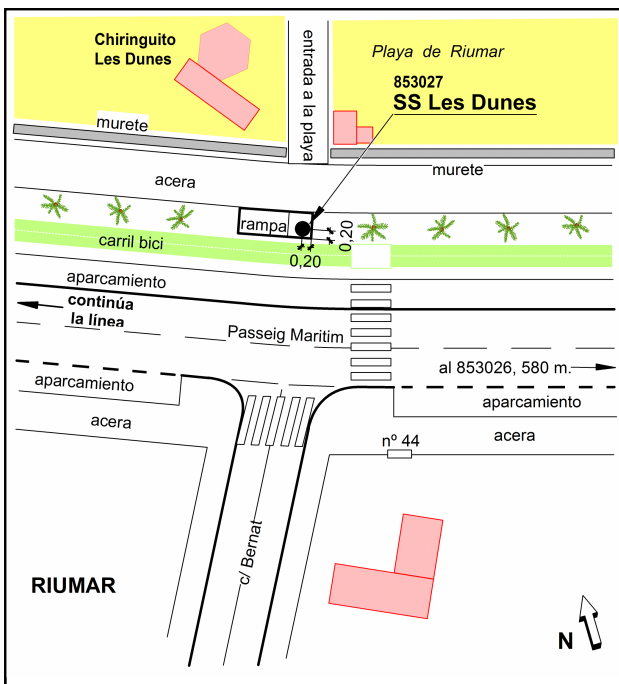 Chiringuito
Les Dunes
entrada a la playa
Playa de Riumar
853027
SS Les Dunes
murete
murete
acera
rampa
0,20
0,20
carril bici
aparcamiento
continúa
la línea
Passeig Maritim
al 853026, 580 m.
aparcamiento
aparcamiento
acera
acera
nº 44
c/ Bernat
RIUMAR
N